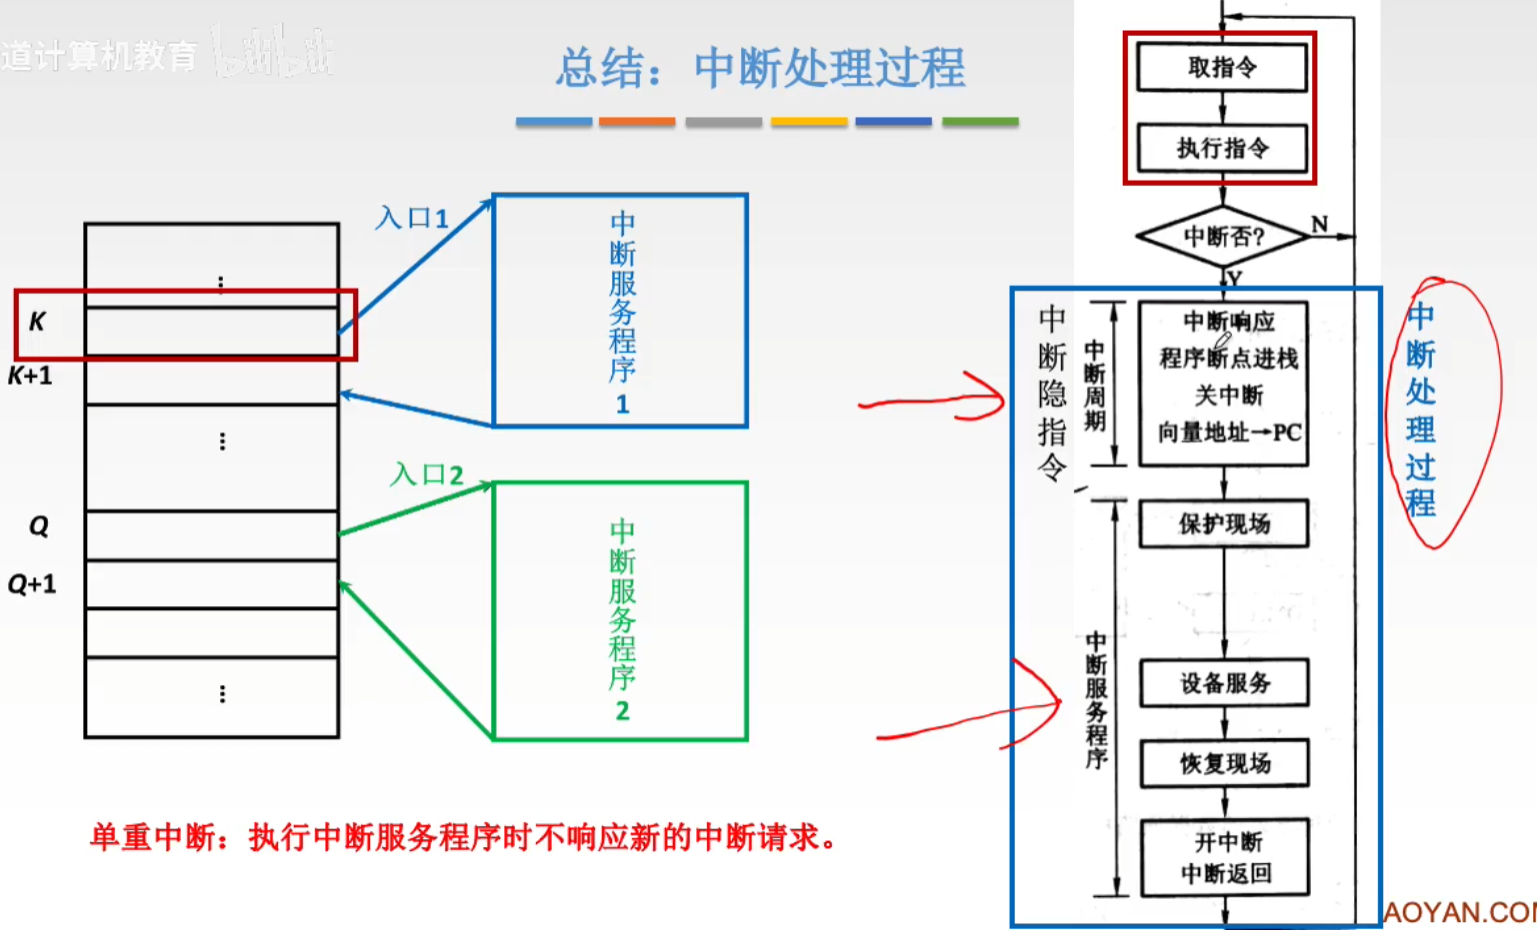 道计算机教育 bilibili
总结：中断处理过程
取指令
执行指令
中断否?
N
Y
入口1
中断服务程序1
⋮
K
K+1
⋮
入口2
中断服务程序2
Q
Q+1
⋮
中断隐指令
中断周期
中断响应
程序断点进栈
关中断
向量地址→PC
中断处理过程
保护现场
中断服务程序
设备服务
恢复现场
开中断
中断返回
单重中断：执行中断服务程序时不响应新的中断请求。
AOYAN.COM